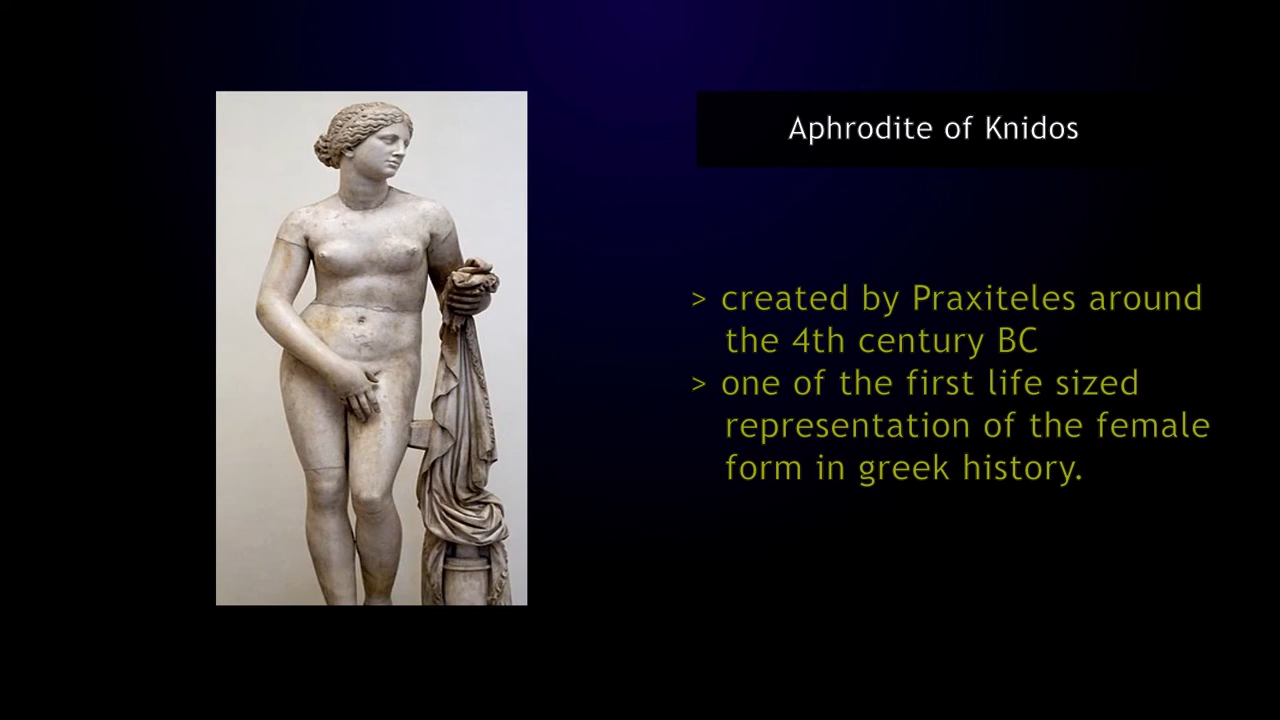 Aphrodite of Knidos
> created by Praxiteles around
the 4th century BC
> one of the first life sized
representation of the female
form in greek history.